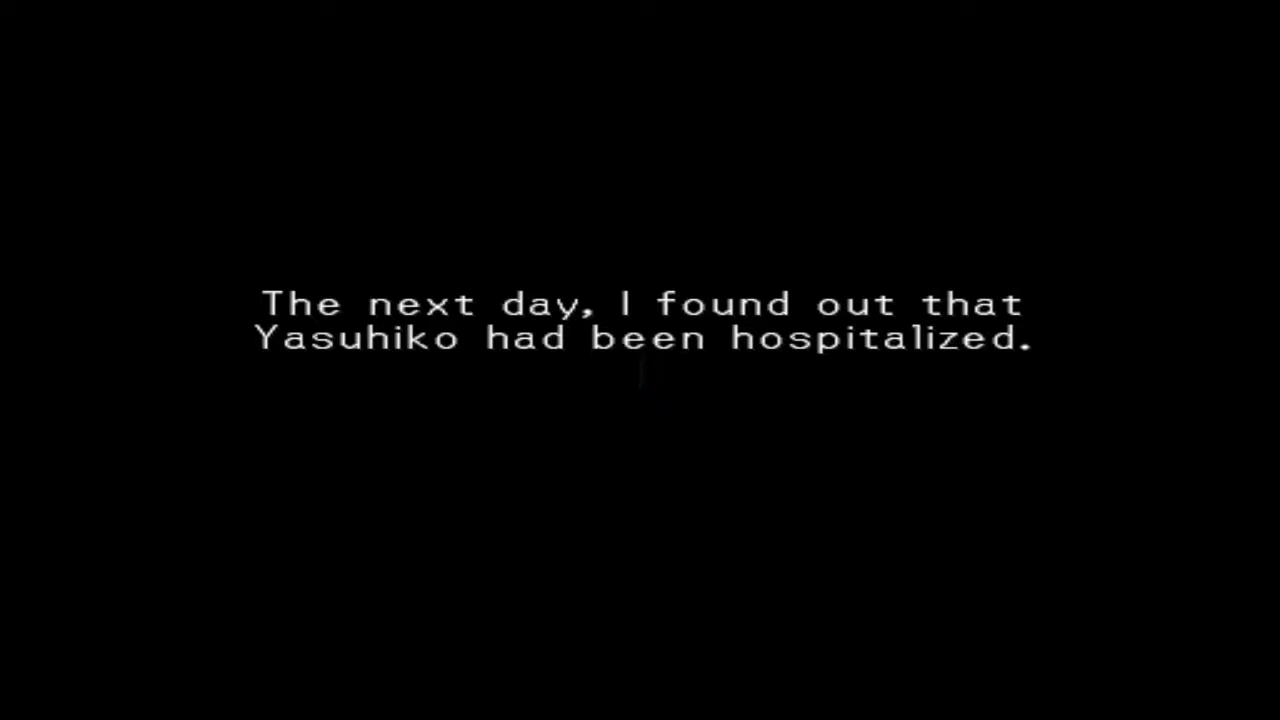 The next day, I found out that
Yasuhiko had been hospitalized.